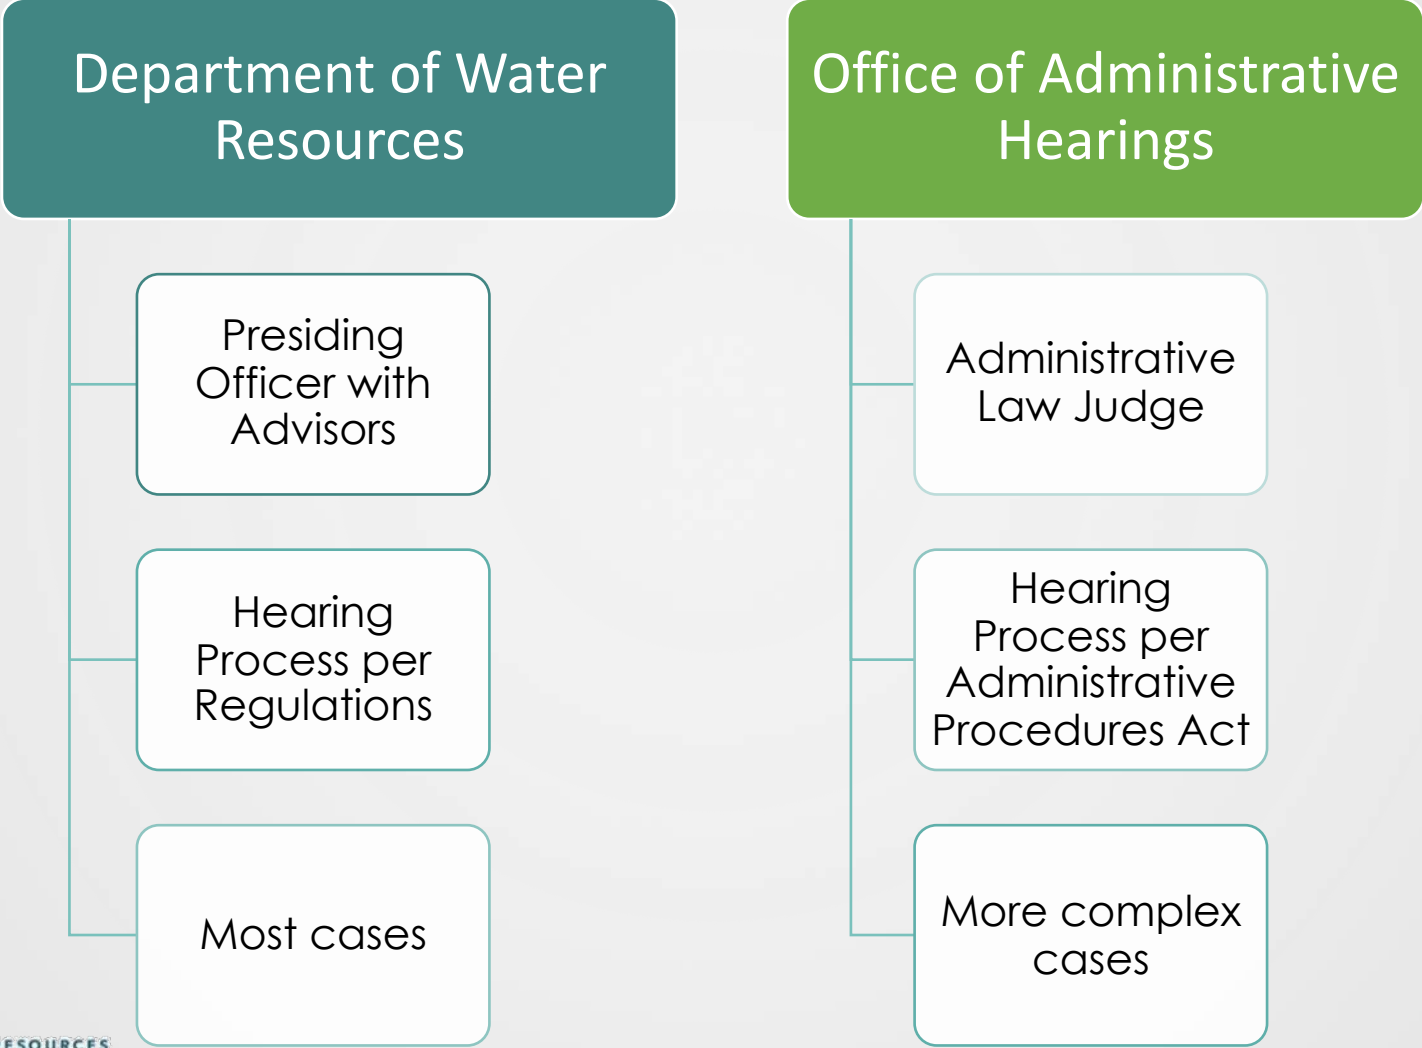 Department of Water
Resources
Presiding
Officer with
Advisors
Hearing
Process per
Regulations
Most cases
Office of Administrative
Hearings
Administrative
Law Judge
Hearing
Process per
Administrative
Procedures Act
More complex
cases
ESOURCES